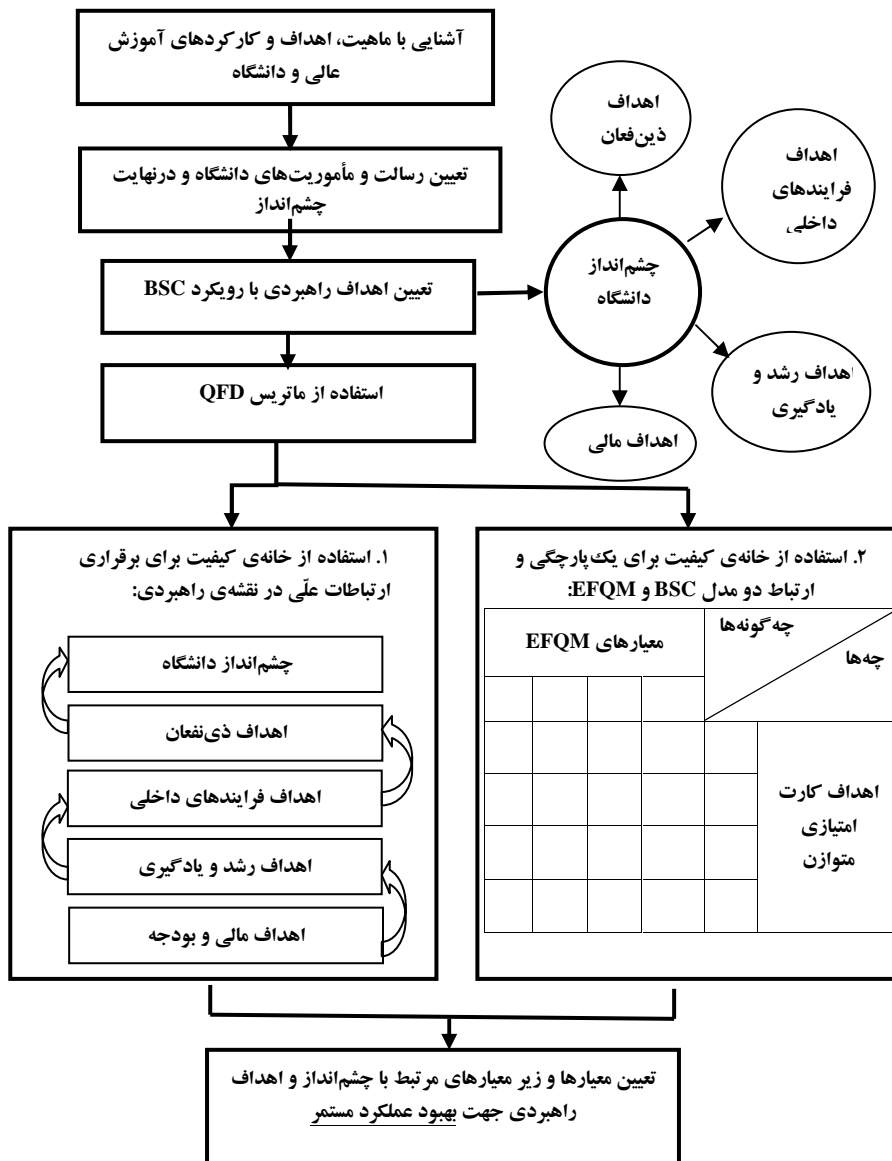 آشنایی با ماهیت، اهداف و کارکردهای آموزش
عالی و دانشگاه
تعیین رسالت و مأموریت‌های دانشگاه و درنهایت
چشم‌انداز
تعیین اهداف راهبردی با رویکرد BSC
استفاده از ماتریس QFD
اهداف
ذین‌فعان
اهداف
فرایندهای
داخلی
چشم‌انداز
دانشگاه
اهداف رشد و
یادگیری
اهداف مالی
۱. استفاده از خانه‌ی کیفیت برای برقراری
ارتباطات علّی در نقشه‌ی راهبردی:
چشم‌انداز دانشگاه
اهداف ذی‌نفعان
اهداف فرایندهای داخلی
اهداف رشد و یادگیری
اهداف مالی و بودجه
۲. استفاده از خانه‌ی کیفیت برای یک‌پارچگی و
ارتباط دو مدل BSC و EFQM:
چه‌گونه‌ها
چه‌ها
معیارهای EFQM
اهداف کارت
امتیازی
متوازن
تعیین معیارها و زیر معیارهای مرتبط با چشم‌انداز و اهداف
راهبردی جهت بهبود عملکرد مستمر